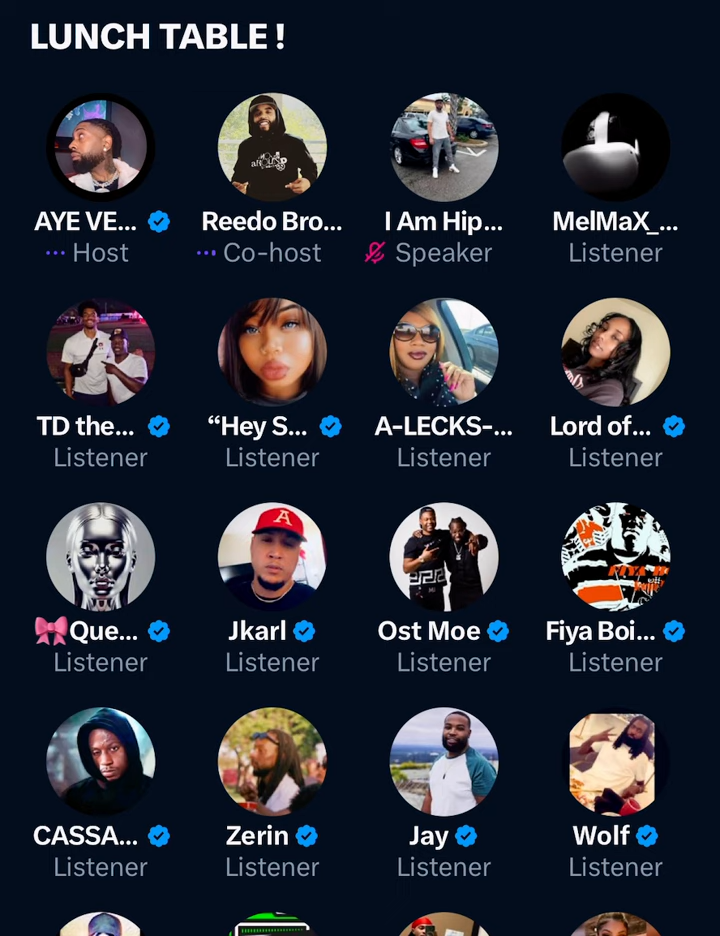 LUNCH TABLE !
AYE VE... Reedo Bro... I Am Hip... MelMaX_...
Host Co-host Speaker Listener
TD the... “Hey S... A-LECKS-... Lord of...
Listener Listener Listener Listener
🎀Que... Jkarl Ost Moe Fiya Boi...
Listener Listener Listener Listener
A
CASSA... Zerin Jay Wolf
Listener Listener Listener Listener